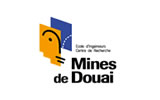 Ecole d'Ingénieurs
Centre de Recherche
Mines
de Douai